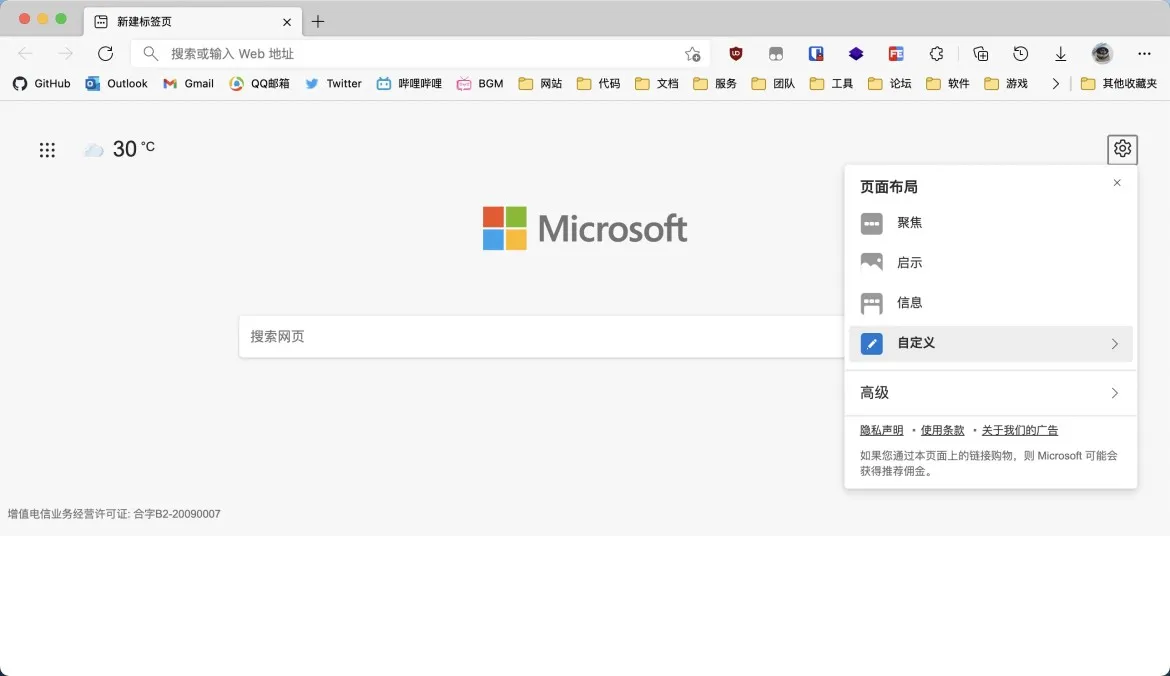 新建标签页
搜索或输入 Web 地址
GitHub Outlook Gmail QQ邮箱 Twitter 哔哩哔哩 BGM 网站 代码 文档 服务 团队 工具 论坛 软件 游戏 其他收藏夹
30 °C
页面布局
Microsoft
聚焦
启示
信息
搜索网页
自定义
高级
隐私声明 • 使用条款 • 关于我们的广告
如果您通过本页面上的链接购物，则 Microsoft 可能会
获得推荐佣金。
增值电信业务经营许可证: 合字B2-20090007